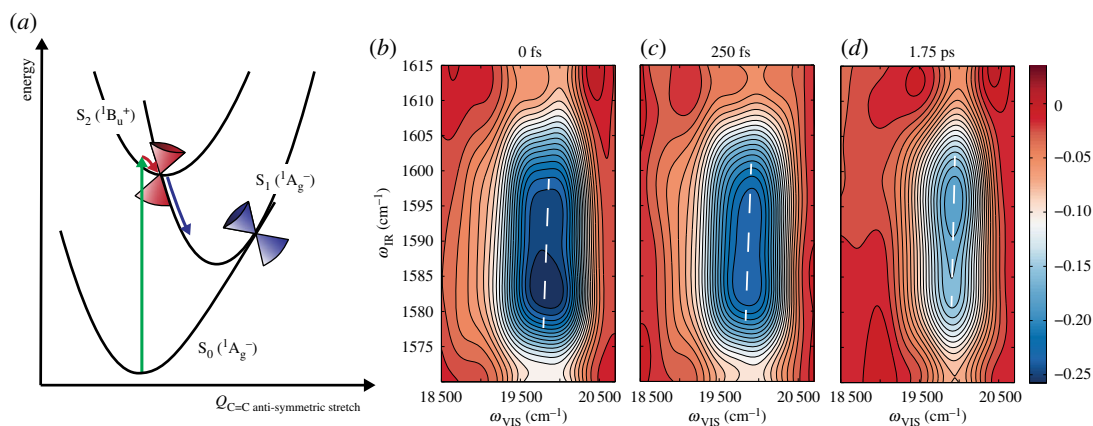 (a)
energy
S2 (1Bu+)
S1 (1Ag−)
S0 (1Ag−)
QC=C anti-symmetric stretch
(b)
0 fs
1615
1605
1600
1595
1590
1585
1580
1575
1570
ωIR (cm−1)
18 500
19 500
20 500
ωVIS (cm−1)
(c)
250 fs
18 500
19 500
20 500
ωVIS (cm−1)
(d)
1.75 ps
18 500
19 500
20 500
ωVIS (cm−1)
0
−0.05
−0.10
−0.15
−0.20
−0.25